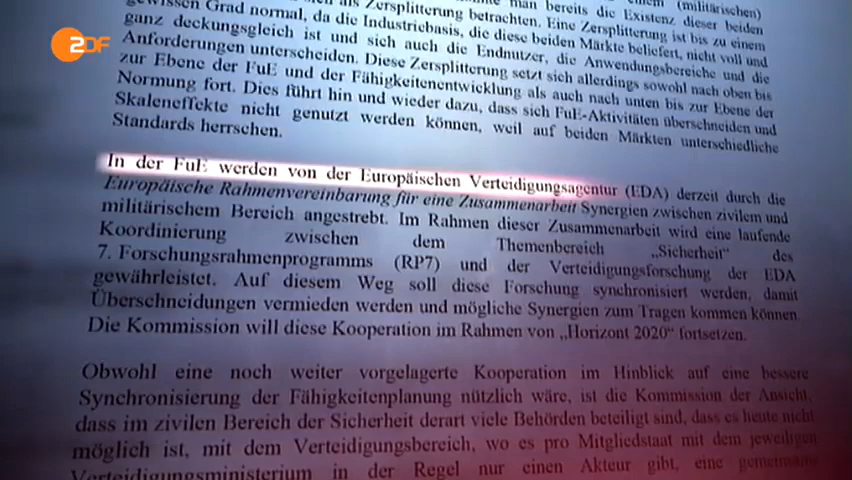 ZDF
als Zersplitterung betrachten. Eine Zersplitterung ist bis zu einem
man bereits die Existenz dieser beiden
(militärischen)
gewissen Grad normal, da die Industriebasis, die diese beiden Märkte beliefert, nicht voll und
ganz deckungsgleich ist und sich auch die Endnutzer, die Anwendungsbereiche und die
Anforderungen unterscheiden. Diese Zersplitterung setzt sich allerdings sowohl nach oben bis
zur Ebene der FuE und der Fähigkeitenentwicklung als auch nach unten bis zur Ebene der
Normung fort. Dies führt hin und wieder dazu, dass sich FuE-Aktivitäten überschneiden und
Skaleneffekte nicht genutzt werden können, weil auf beiden Märkten unterschiedliche
Standards herrschen.
In der FuE werden von der Europäischen Verteidigungsagentur (EDA) derzeit durch die
Europäische Rahmenvereinbarung für eine Zusammenarbeit Synergien zwischen zivilem und
militärischem Bereich angestrebt. Im Rahmen dieser Zusammenarbeit wird eine laufende
Koordinierung zwischen dem Themenbereich „Sicherheit" des
7. Forschungsrahmenprogramms (RP7) und der Verteidigungsforschung der EDA
gewährleistet. Auf diesem Weg soll diese Forschung synchronisiert werden, damit
Überschneidungen vermieden werden und mögliche Synergien zum Tragen kommen können.
Die Kommission will diese Kooperation im Rahmen von „Horizont 2020" fortsetzen.
Obwohl eine noch weiter vorgelagerte Kooperation im Hinblick auf eine bessere
Synchronisierung der Fähigkeitenplanung nützlich wäre, ist die Kommission der Ansicht,
dass im zivilen Bereich der Sicherheit derart viele Behörden beteiligt sind, dass es heute nicht
möglich ist, mit dem Verteidigungsbereich, wo es pro Mitgliedstaat mit dem jeweiligen
Verteidigungsministerium in der Regel nur einen Akteur gibt, eine gemeinsame